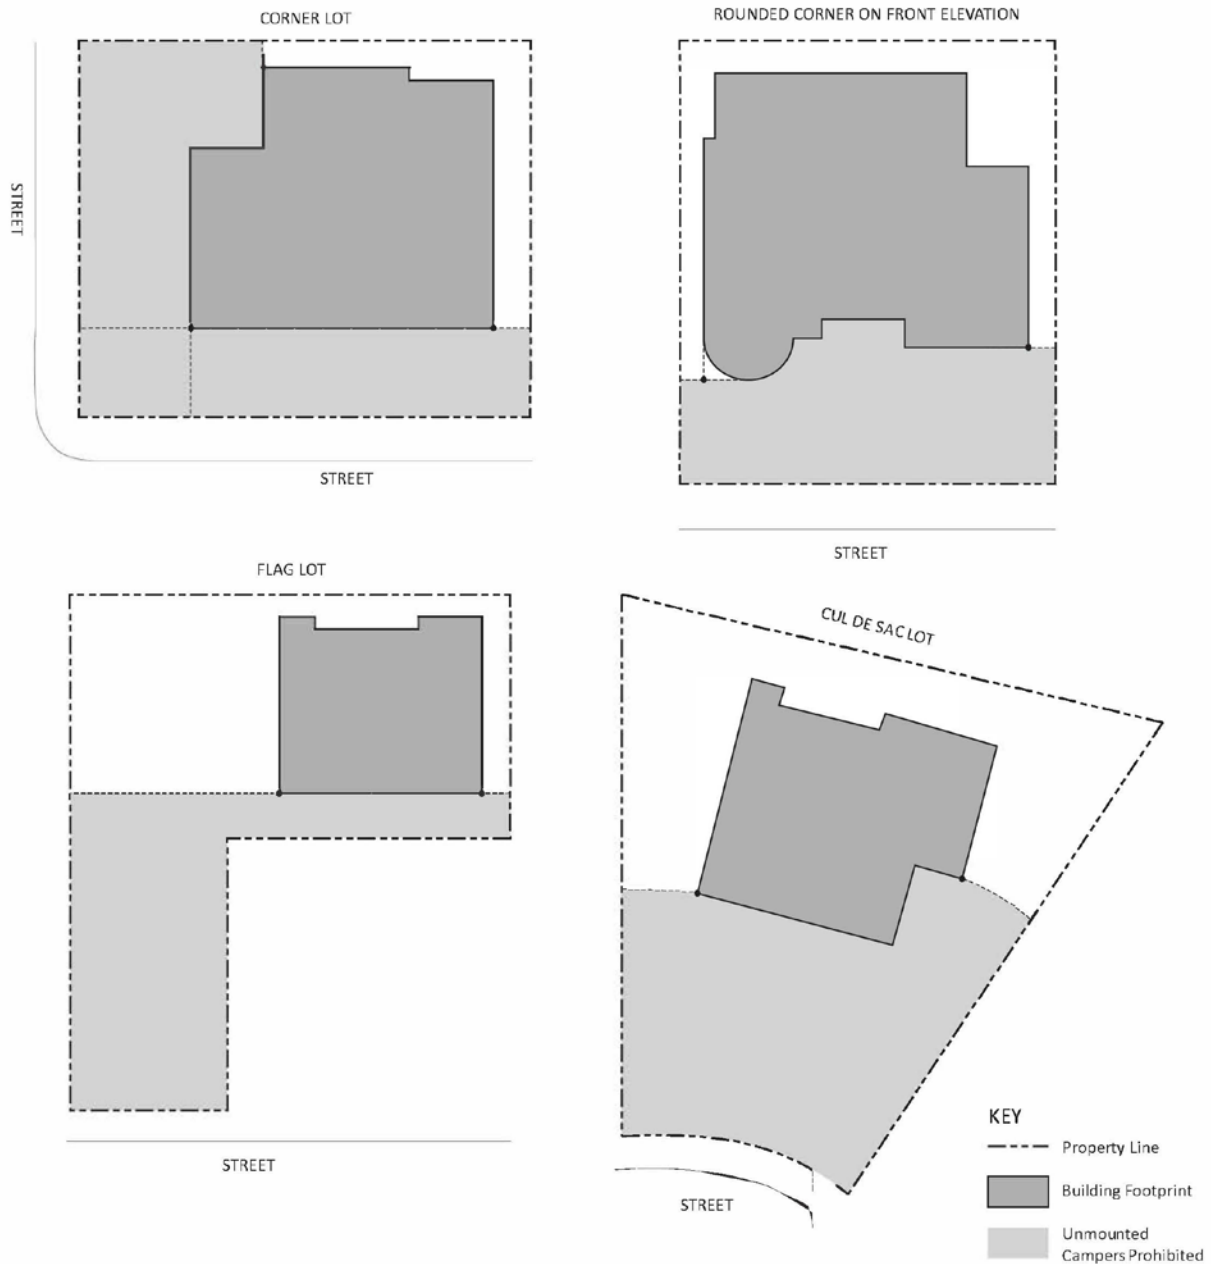 CORNER LOT
ROUNDED CORNER ON FRONT ELEVATION
STREET
STREET
STREET
FLAG LOT
CUL DE SAC LOT
STREET
STREET
KEY
Property Line
Building Footprint
Unmounted
Campers Prohibited